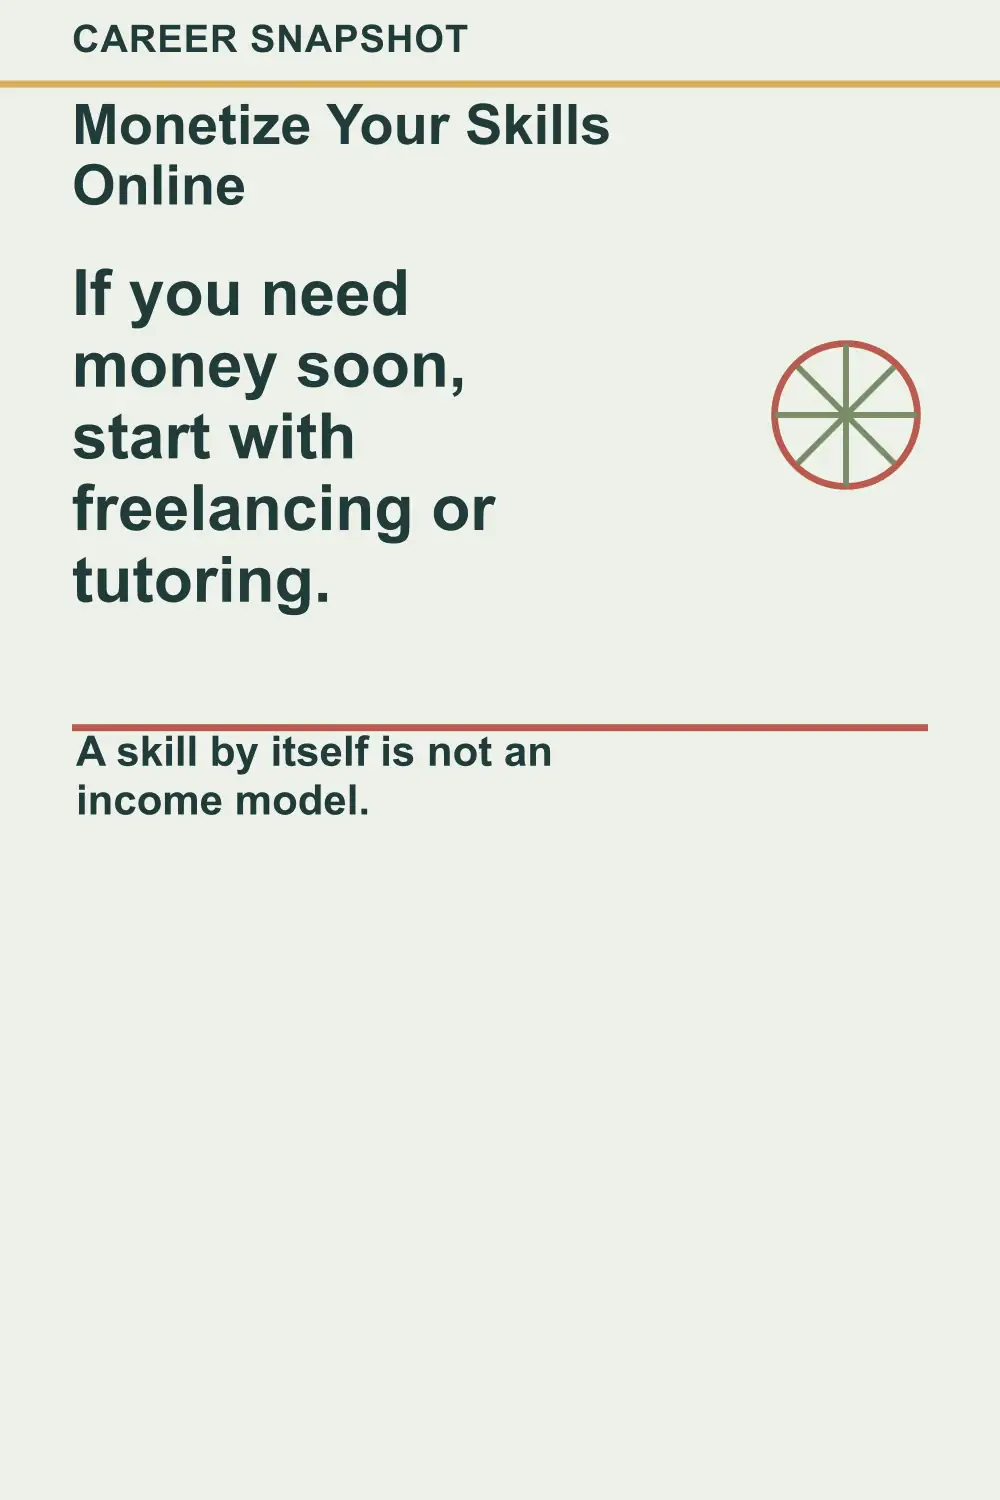 CAREER SNAPSHOT
Monetize Your Skills
Online
If you need
money soon,
start with
freelancing or
tutoring.
A skill by itself is not an
income model.